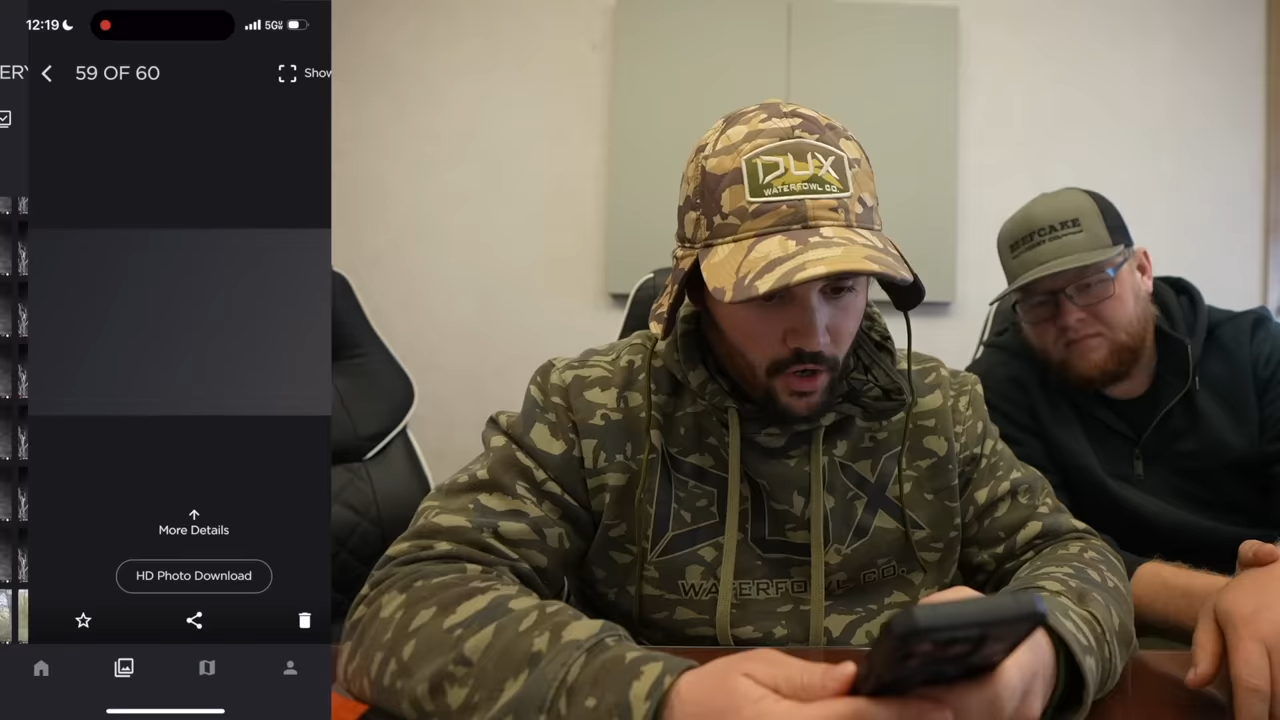 12:19
5G
ERY
59 OF 60
Show
More Details
HD Photo Download
DUX
WATERFOWL CO.
BEEFCAKE
DUX
WATERFOWL CO.